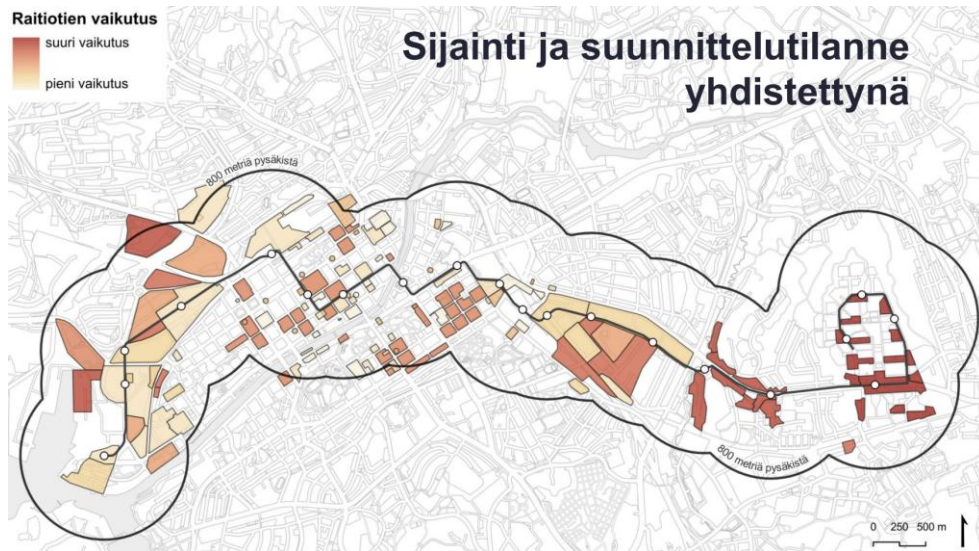 Raitiotien vaikutus
suuri vaikutus
pieni vaikutus
Sijainti ja suunnittelutilanne
yhdistettynä
800 metriä pysäkistä
800 metriä pysäkistä
0 250 500 m